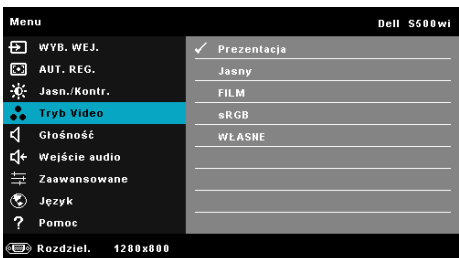 Menu Dell S500wi
WYB. WEJ.
AUT. REG.
Jasn./Kontr.
Tryb Video
Głośność
Wejście audio
Zaawansowane
Język
? Pomoc
✓ Prezentacja
Jasny
FILM
sRGB
WŁASNE
Rozdziel. 1280x800